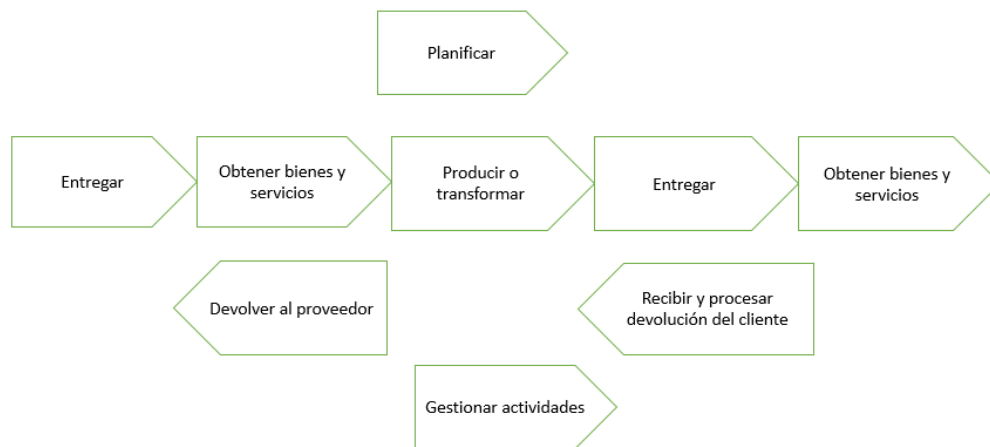 Planificar
Entregar
Obtener bienes y
servicios
Producir o
transformar
Entregar
Obtener bienes y
servicios
Devolver al proveedor
Recibir y procesar
devolución del cliente
Gestionar actividades